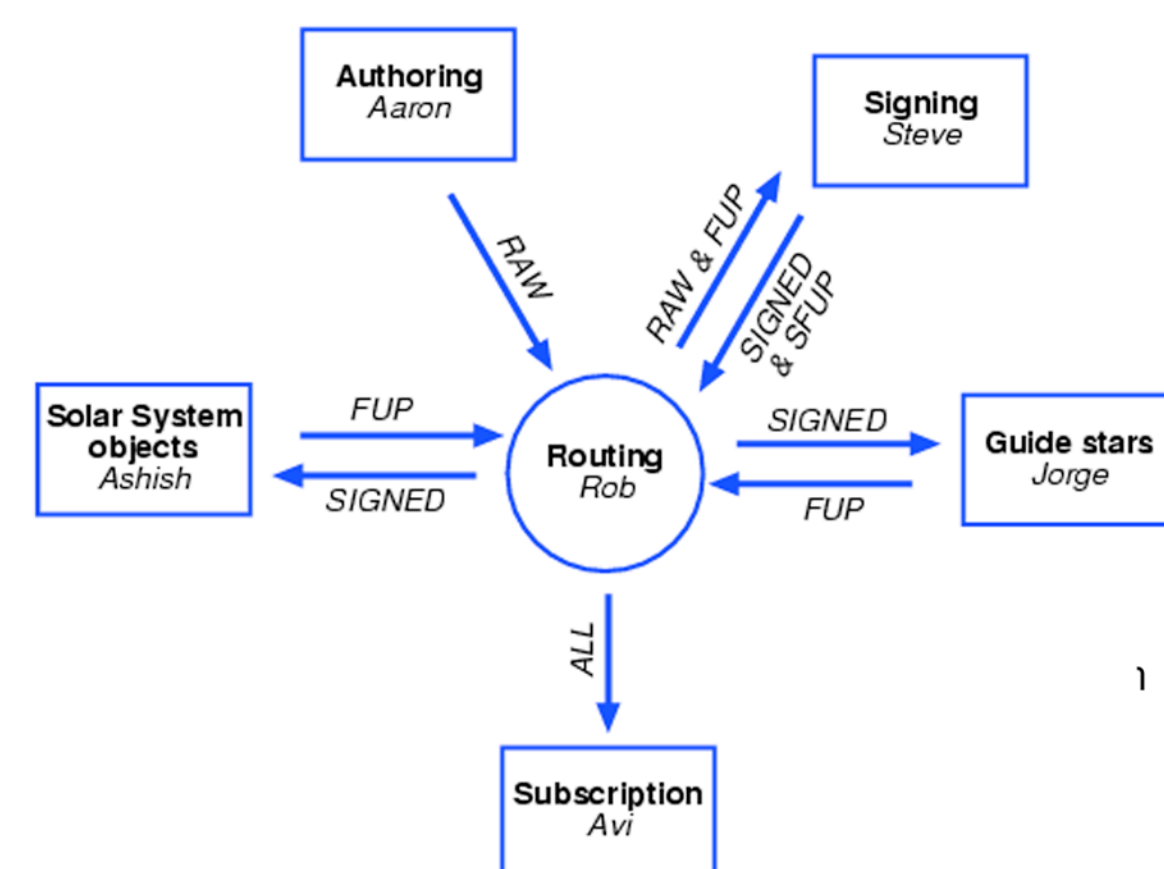 Authoring
Aaron
Signing
Steve
RAW
RAW & FUP
SIGNED
& SFUP
Solar System
objects
Ashish
FUP
SIGNED
Routing
Rob
SIGNED
FUP
Guide stars
Jorge
ALL
Subscription
Avi